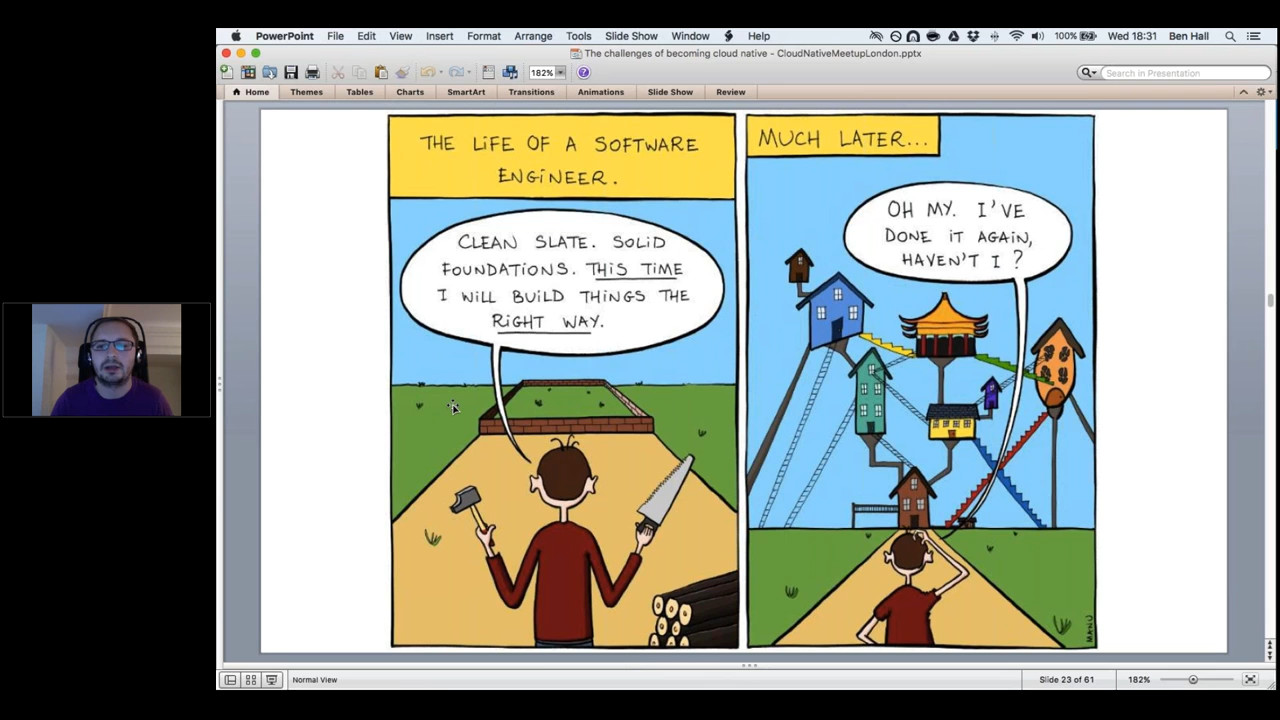 PowerPoint File Edit View Insert Format Arrange Tools Slide Show Window Help 100% Wed 18:31 Ben Hall
The challenges of becoming cloud native - CloudNativeMeetupLondon.pptx
182% Search in Presentation
Home Themes Tables Charts SmartArt Transitions Animations Slide Show Review
THE LiFE OF A SOFTWARE
ENGiNEER.
CLEAN SLATE. SOLiD
FOUNDATiONS. THiS TiME
I WiLL BUiLD THiNGS THE
RiGHT WAY.
MUCH LATER...
OH MY. I'VE
DONE iT AGAiN,
HAVEN'T I ?
MANU
Normal View Slide 23 of 61 182%